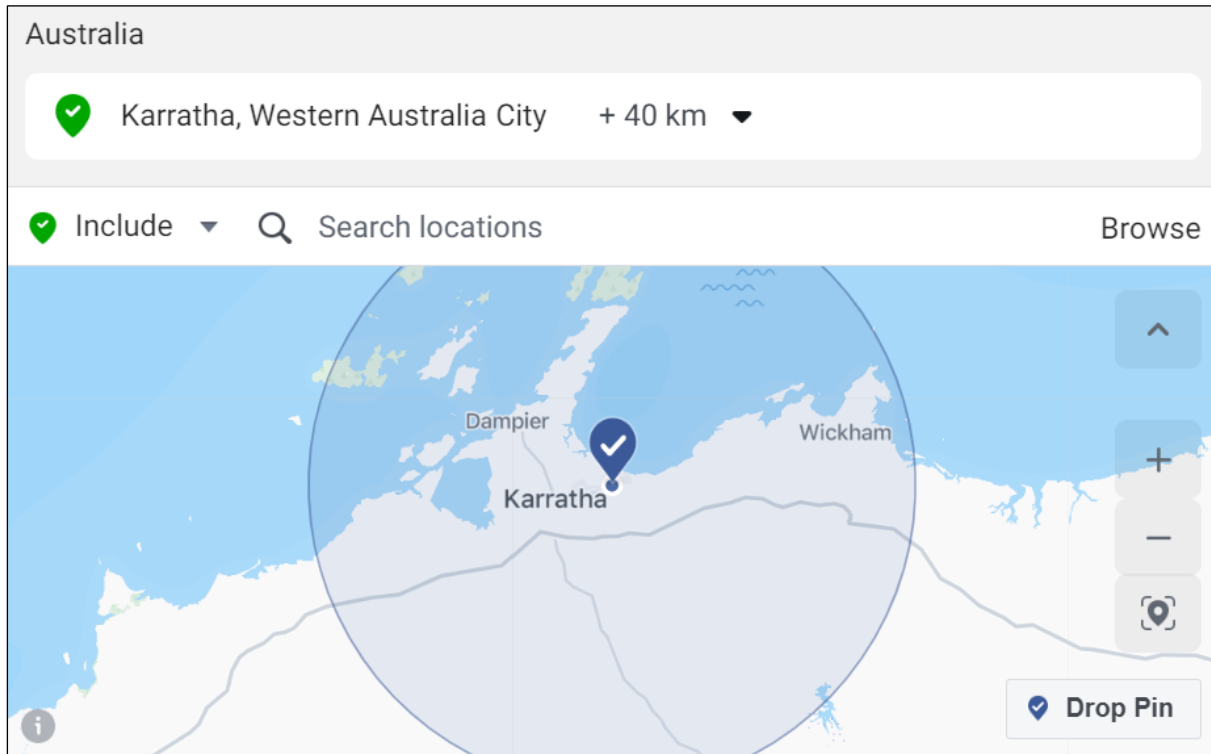 Australia
Karratha, Western Australia City + 40 km
Include Search locations Browse
Dampier
Wickham
Karratha
Drop Pin